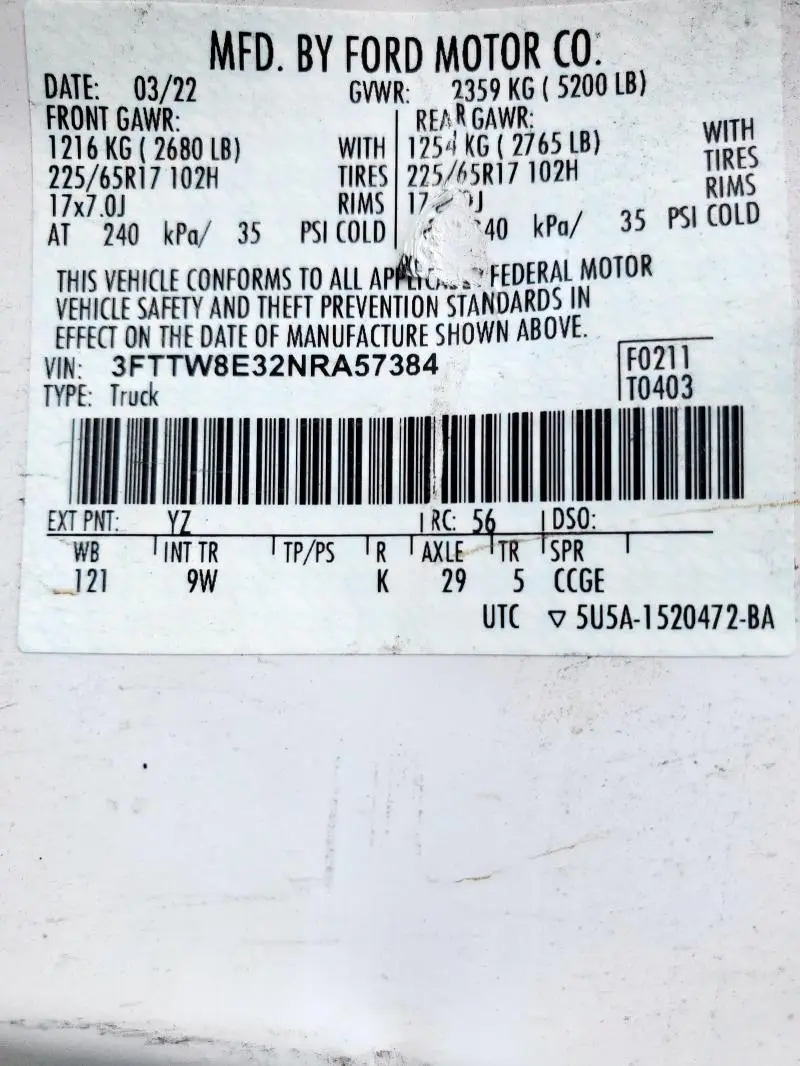 MFD. BY FORD MOTOR CO.
DATE: 03/22 GVWR: 2359 KG ( 5200 LB)
FRONT GAWR: REAR GAWR:
1216 KG ( 2680 LB) WITH 1254 KG ( 2765 LB) WITH
225/65R17 102H TIRES 225/65R17 102H TIRES
17x7.0J RIMS 17 0J RIMS
AT 240 kPa/ 35 PSI COLD 240 kPa/ 35 PSI COLD
THIS VEHICLE CONFORMS TO ALL APPLICABLE FEDERAL MOTOR
VEHICLE SAFETY AND THEFT PREVENTION STANDARDS IN
EFFECT ON THE DATE OF MANUFACTURE SHOWN ABOVE.
VIN: 3FTTW8E32NRA57384 F0211
TYPE: Truck T0403
EXT PNT: YZ RC: 56 DSO:
WB INT TR TP/PS R AXLE TR SPR
121 9W K 29 5 CCGE
UTC ▽ 5U5A-1520472-BA